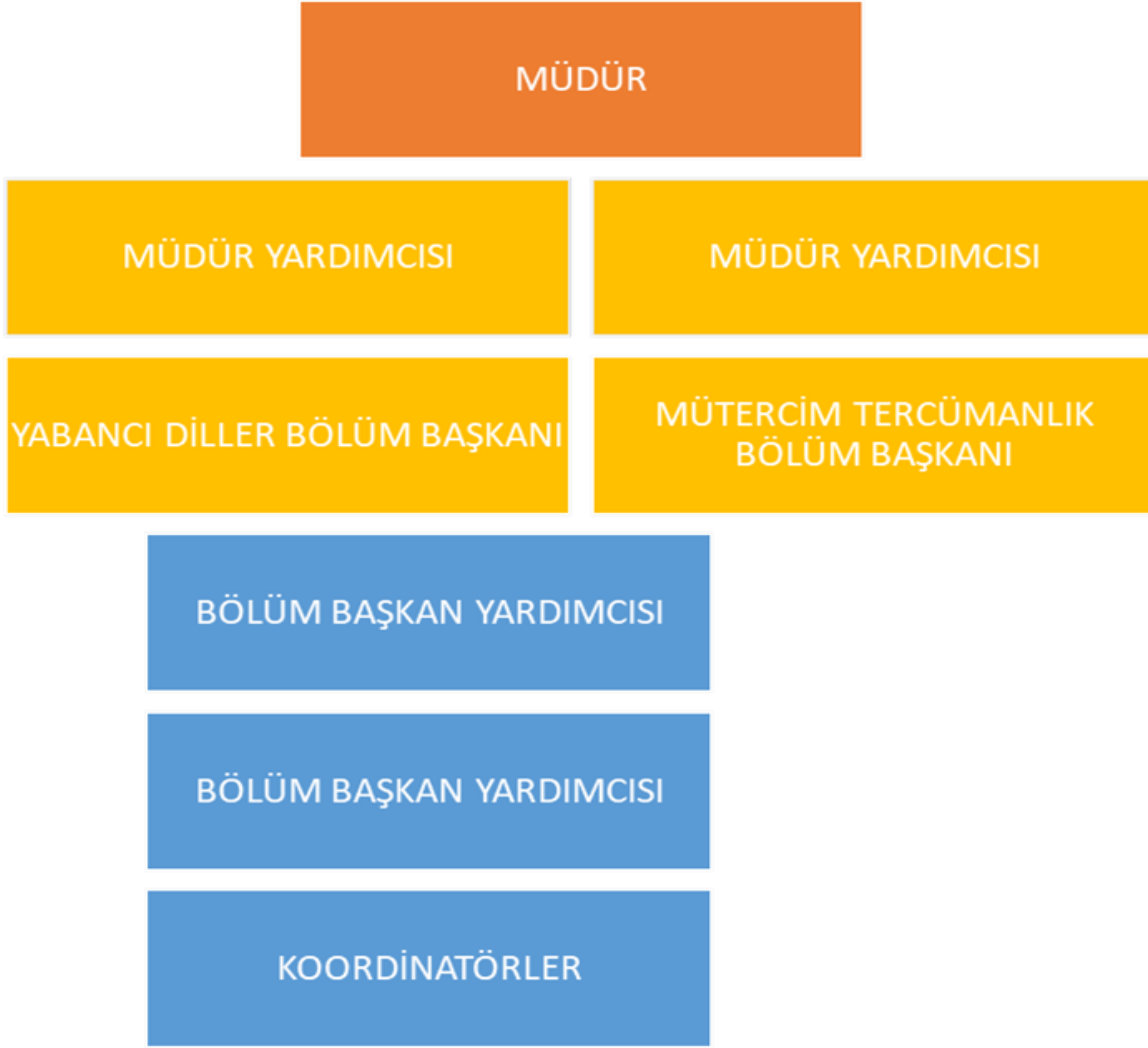 MÜDÜR
MÜDÜR YARDIMCISI
MÜDÜR YARDIMCISI
YABANCI DİLLER BÖLÜM BAŞKANI
MÜTERCİM TERCÜMANLIK
BÖLÜM BAŞKANI
BÖLÜM BAŞKAN YARDIMCISI
BÖLÜM BAŞKAN YARDIMCISI
KOORDİNATÖRLER